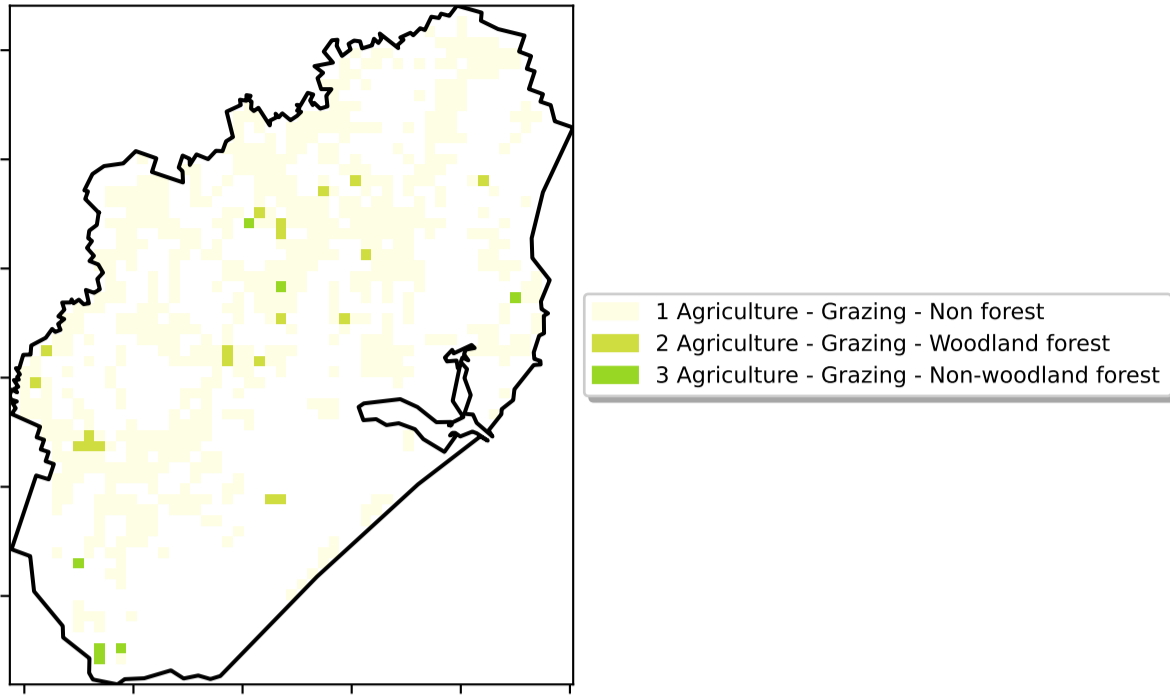 1 Agriculture - Grazing - Non forest
2 Agriculture - Grazing - Woodland forest
3 Agriculture - Grazing - Non-woodland forest